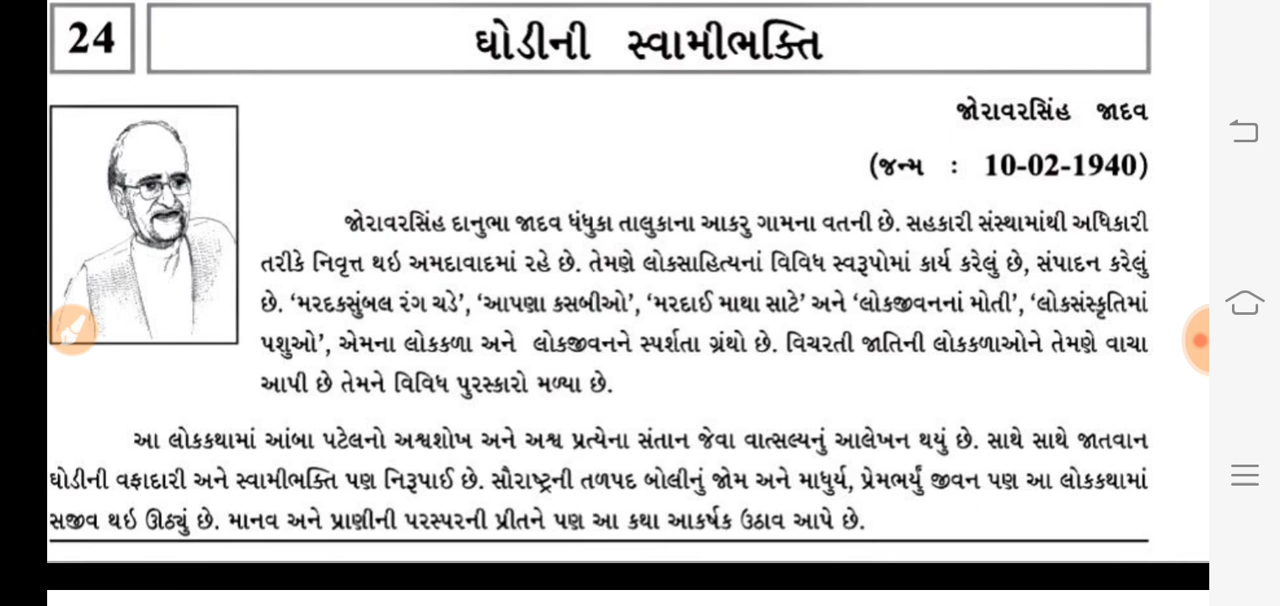 24
ઘોડીની સ્વામીભક્તિ
જોરાવરસિંહ જાદવ
(જન્મ : 10-02-1940)
જોરાવરસિંહ દાનુભા જાદવ ધંધુકા તાલુકાના આકરુ ગામના વતની છે. સહકારી સંસ્થામાંથી અધિકારી
તરીકે નિવૃત્ત થઇ અમદાવાદમાં રહે છે. તેમણે લોકસાહિત્યનાં વિવિધ સ્વરૂપોમાં કાર્ય કરેલું છે, સંપાદન કરેલું
છે. ‘મરદકસુંબલ રંગ ચડે’, ‘આપણા કસબીઓ’, ‘મરદાઈ માથા સાટે’ અને ‘લોકજીવનનાં મોતી’, ‘લોકસંસ્કૃતિમાં
પશુઓ’, એમના લોકકળા અને લોકજીવનને સ્પર્શતા ગ્રંથો છે. વિચરતી જાતિની લોકકળાઓને તેમણે વાચા
આપી છે તેમને વિવિધ પુરસ્કારો મળ્યા છે.
આ લોકકથામાં આંબા પટેલનો અશ્વશોખ અને અશ્વ પ્રત્યેના સંતાન જેવા વાત્સલ્યનું આલેખન થયું છે. સાથે સાથે જાતવાન
ઘોડીની વફાદારી અને સ્વામીભક્તિ પણ નિરૂપાઈ છે. સૌરાષ્ટ્રની તળપદ બોલીનું જોમ અને માધુર્ય, પ્રેમભર્યું જીવન પણ આ લોકકથામાં
સજીવ થઇ ઊઠ્યું છે. માનવ અને પ્રાણીની પરસ્પરની પ્રીતને પણ આ કથા આકર્ષક ઉઠાવ આપે છે.